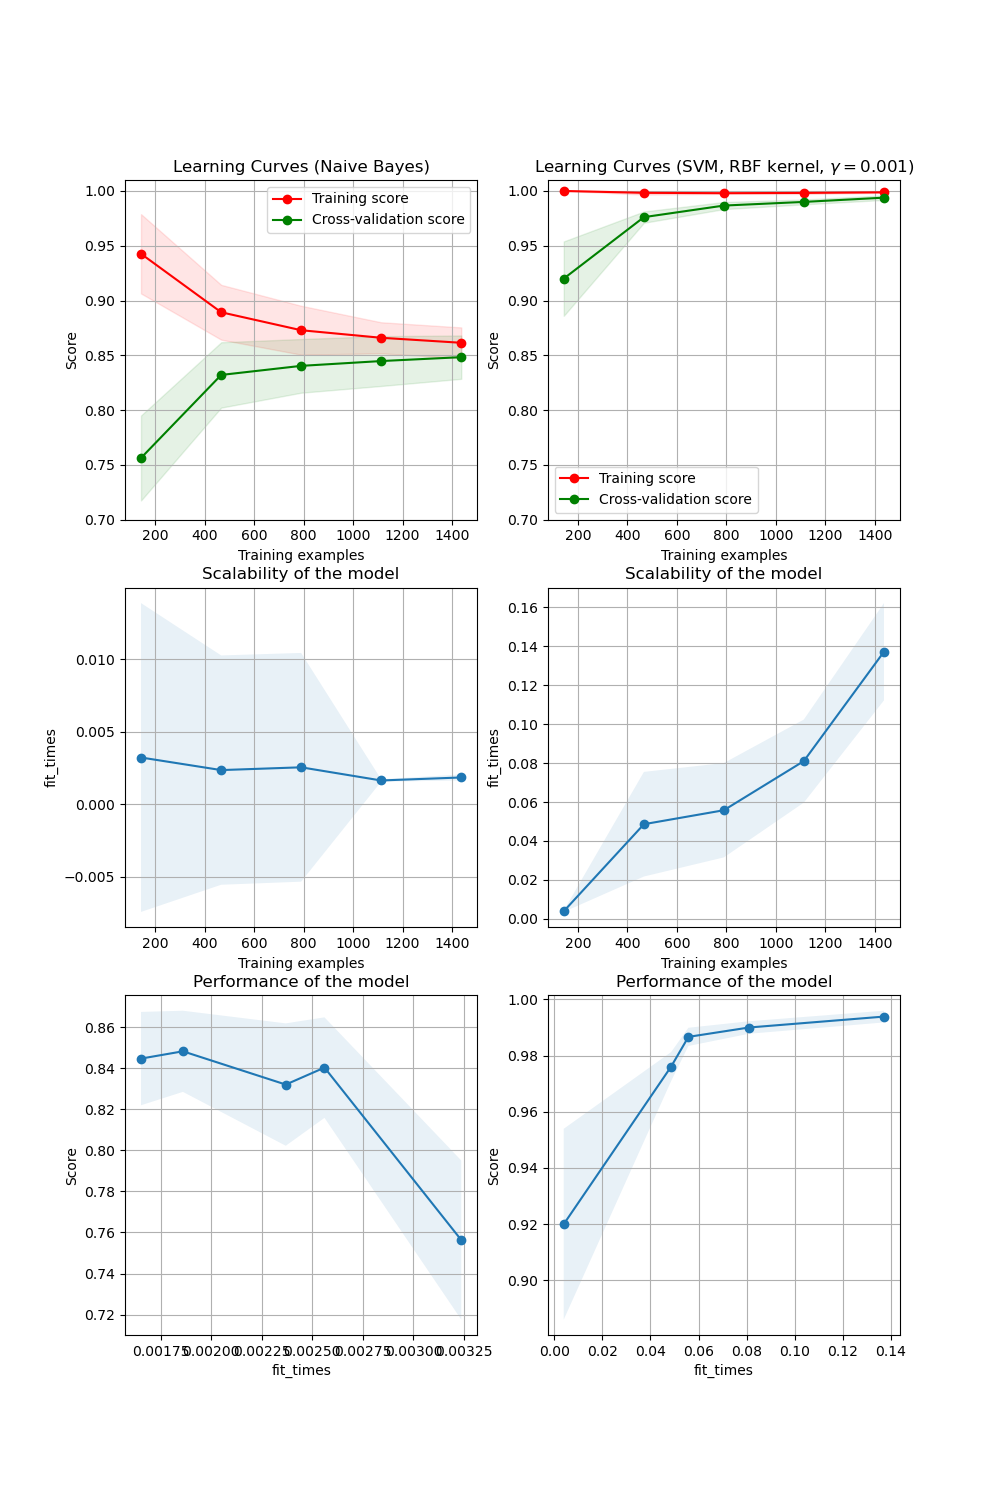 Learning Curves (Naive Bayes)
1.00
0.95
0.90
0.85
0.80
0.75
0.70
Score
Training score
Cross-validation score
200 400 600 800 1000 1200 1400
Training examples
Learning Curves (SVM, RBF kernel, γ = 0.001)
1.00
0.95
0.90
0.85
0.80
0.75
0.70
Score
Training score
Cross-validation score
200 400 600 800 1000 1200 1400
Training examples
Scalability of the model
0.010
0.005
0.000
−0.005
fit_times
200 400 600 800 1000 1200 1400
Training examples
Scalability of the model
0.16
0.14
0.12
0.10
0.08
0.06
0.04
0.02
0.00
fit_times
200 400 600 800 1000 1200 1400
Training examples
Performance of the model
0.86
0.84
0.82
0.80
0.78
0.76
0.74
0.72
Score
0.00175 0.00200 0.00225 0.00250 0.00275 0.00300 0.00325
fit_times
Performance of the model
1.00
0.98
0.96
0.94
0.92
0.90
Score
0.00 0.02 0.04 0.06 0.08 0.10 0.12 0.14
fit_times